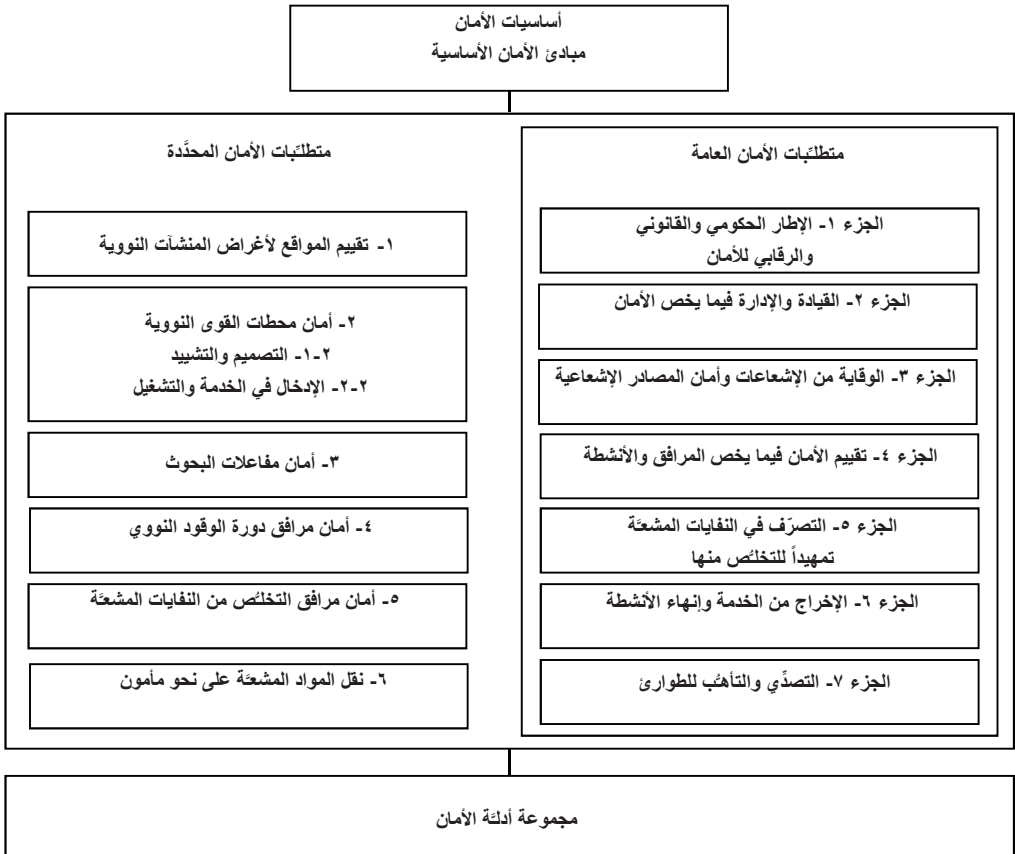 أساسيات الأمان
مبادئ الأمان الأساسية
متطلبّات الأمان العامة
الجزء ١- الإطار الحكومي والقانوني
والرقابي للأمان
الجزء ٢- القيادة والإدارة فيما يخص الأمان
الجزء ٣- الوقاية من الإشعاعات وأمان المصادر الإشعاعية
الجزء ٤- تقييم الأمان فيما يخص المرافق والأنشطة
الجزء ٥- التصرّف في النفايات المشعَّة
تمهيداً للتخلُّص منها
الجزء ٦- الإخراج من الخدمة وإنهاء الأنشطة
الجزء ٧- التصدِّي والتأهُّب للطوارئ
متطلبّات الأمان المحدَّدة
١- تقييم المواقع لأغراض المنشآت النووية
٢- أمان محطات القوى النووية
٢-١- التصميم والتشييد
٢-٢- الإدخال في الخدمة والتشغيل
٣- أمان مفاعلات البحوث
٤- أمان مرافق دورة الوقود النووي
٥- أمان مرافق التخلُّص من النفايات المشعَّة
٦- نقل المواد المشعَّة على نحو مأمون
مجموعة أدلَّة الأمان